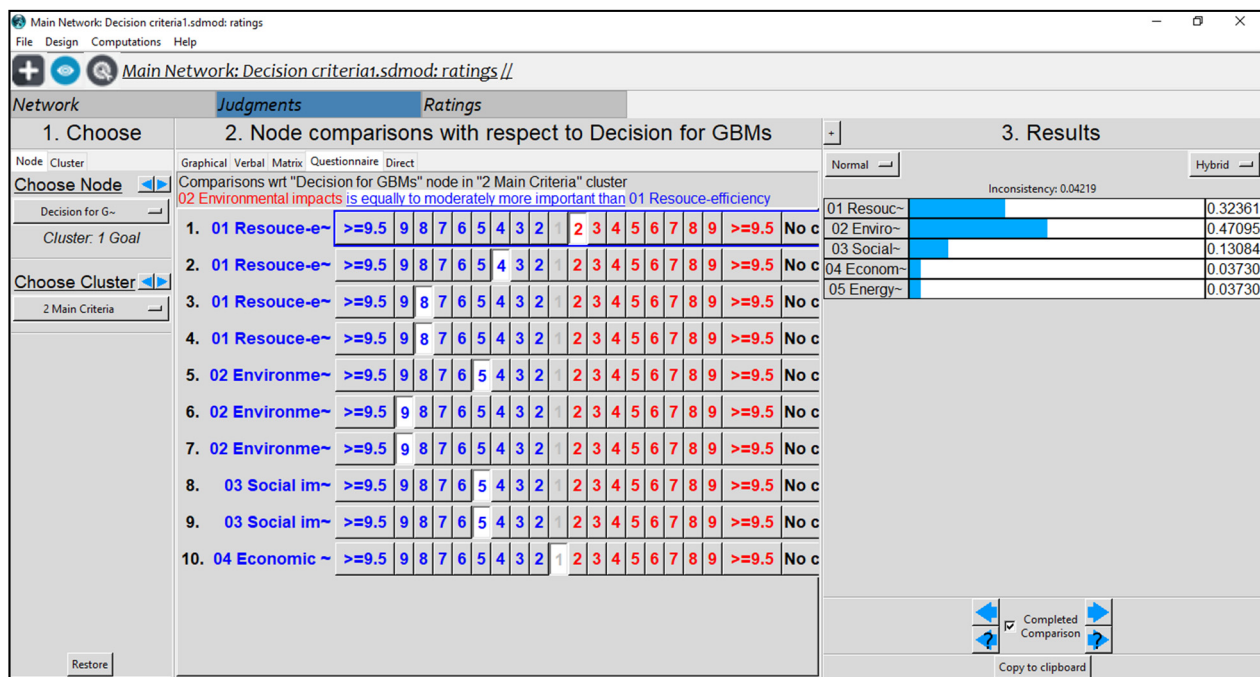 Main Network: Decision criteria1.sdmod: ratings
File Design Computations Help
Main Network: Decision criteria1.sdmod: ratings //
Network Judgments Ratings
1. Choose
Node Cluster
Choose Node
Decision for G~
Cluster: 1 Goal
Choose Cluster
2 Main Criteria
Restore
2. Node comparisons with respect to Decision for GBMs
Graphical Verbal Matrix Questionnaire Direct
Comparisons wrt "Decision for GBMs" node in "2 Main Criteria" cluster
02 Environmental impacts is equally to moderately more important than 01 Resouce-efficiency
1. 01 Resouce-e~ >=9.5 9 8 7 6 5 4 3 2 1 2 3 4 5 6 7 8 9 >=9.5 No c
2. 01 Resouce-e~ >=9.5 9 8 7 6 5 4 3 2 1 2 3 4 5 6 7 8 9 >=9.5 No c
3. 01 Resouce-e~ >=9.5 9 8 7 6 5 4 3 2 1 2 3 4 5 6 7 8 9 >=9.5 No c
4. 01 Resouce-e~ >=9.5 9 8 7 6 5 4 3 2 1 2 3 4 5 6 7 8 9 >=9.5 No c
5. 02 Environme~ >=9.5 9 8 7 6 5 4 3 2 1 2 3 4 5 6 7 8 9 >=9.5 No c
6. 02 Environme~ >=9.5 9 8 7 6 5 4 3 2 1 2 3 4 5 6 7 8 9 >=9.5 No c
7. 02 Environme~ >=9.5 9 8 7 6 5 4 3 2 1 2 3 4 5 6 7 8 9 >=9.5 No c
8. 03 Social im~ >=9.5 9 8 7 6 5 4 3 2 1 2 3 4 5 6 7 8 9 >=9.5 No c
9. 03 Social im~ >=9.5 9 8 7 6 5 4 3 2 1 2 3 4 5 6 7 8 9 >=9.5 No c
10. 04 Economic ~ >=9.5 9 8 7 6 5 4 3 2 1 2 3 4 5 6 7 8 9 >=9.5 No c
+ 3. Results
Normal Hybrid
Inconsistency: 0.04219
01 Resouc~ 0.32361
02 Enviro~ 0.47095
03 Social~ 0.13084
04 Econom~ 0.03730
05 Energy~ 0.03730
Completed
Comparison
? ?
Copy to clipboard